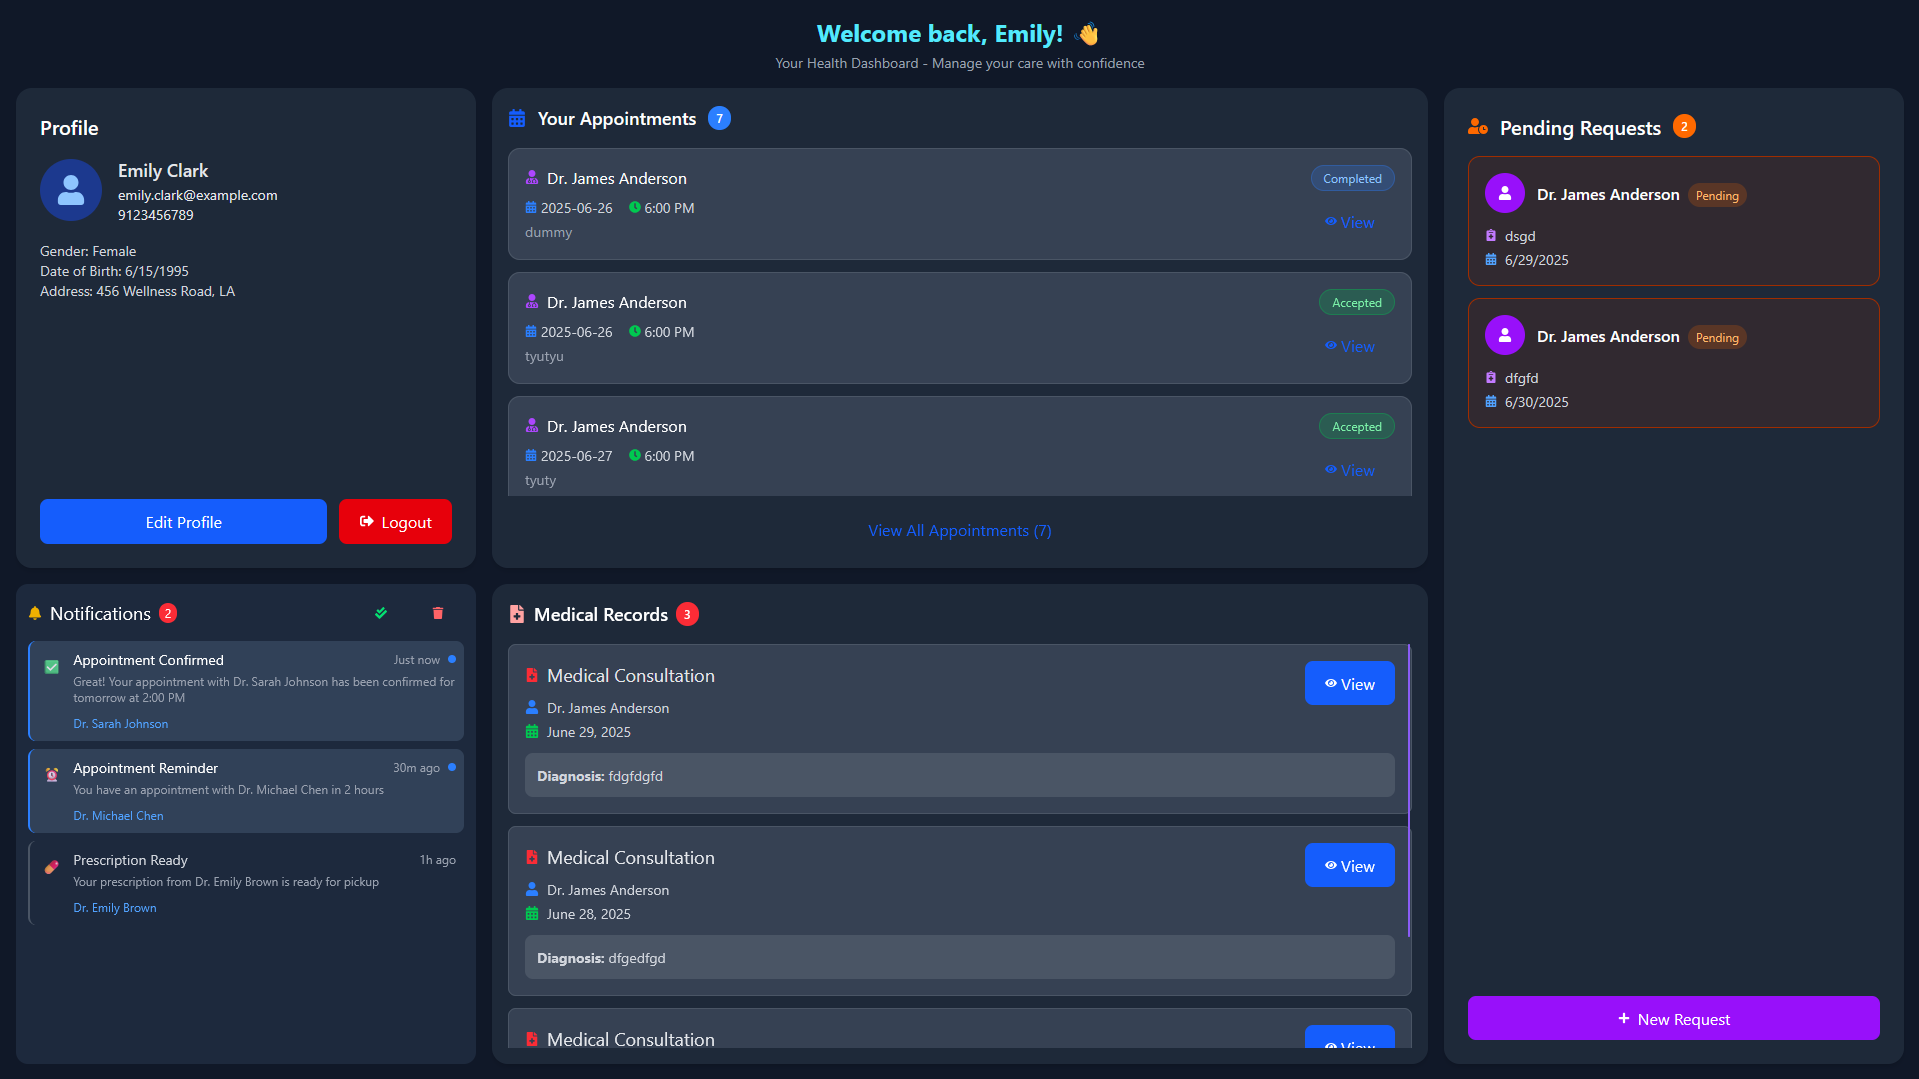 Welcome back, Emily! 👋
Your Health Dashboard - Manage your care with confidence
Profile
Emily Clark
emily.clark@example.com
9123456789
Gender: Female
Date of Birth: 6/15/1995
Address: 456 Wellness Road, LA
Edit Profile
Logout
Your Appointments 7
Dr. James Anderson
Completed
2025-06-26 6:00 PM
View
dummy
Dr. James Anderson
Accepted
2025-06-26 6:00 PM
View
tyutyu
Dr. James Anderson
Accepted
2025-06-27 6:00 PM
View
tyuty
View All Appointments (7)
Pending Requests 2
Dr. James Anderson Pending
dsgd
6/29/2025
Dr. James Anderson Pending
dfgfd
6/30/2025
+ New Request
Notifications 2
Appointment Confirmed Just now
Great! Your appointment with Dr. Sarah Johnson has been confirmed for
tomorrow at 2:00 PM
Dr. Sarah Johnson
Appointment Reminder 30m ago
You have an appointment with Dr. Michael Chen in 2 hours
Dr. Michael Chen
Prescription Ready 1h ago
Your prescription from Dr. Emily Brown is ready for pickup
Dr. Emily Brown
Medical Records 3
Medical Consultation
View
Dr. James Anderson
June 29, 2025
Diagnosis: fdgfdgfd
Medical Consultation
View
Dr. James Anderson
June 28, 2025
Diagnosis: dfgedfgd
Medical Consultation
View